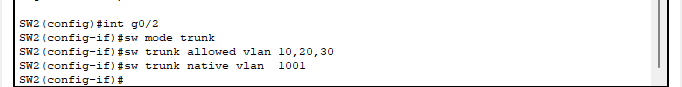 SW2(config)#int g0/2
SW2(config-if)#sw mode trunk
SW2(config-if)#sw trunk allowed vlan 10,20,30
SW2(config-if)#sw trunk native vlan  1001
SW2(config-if)#